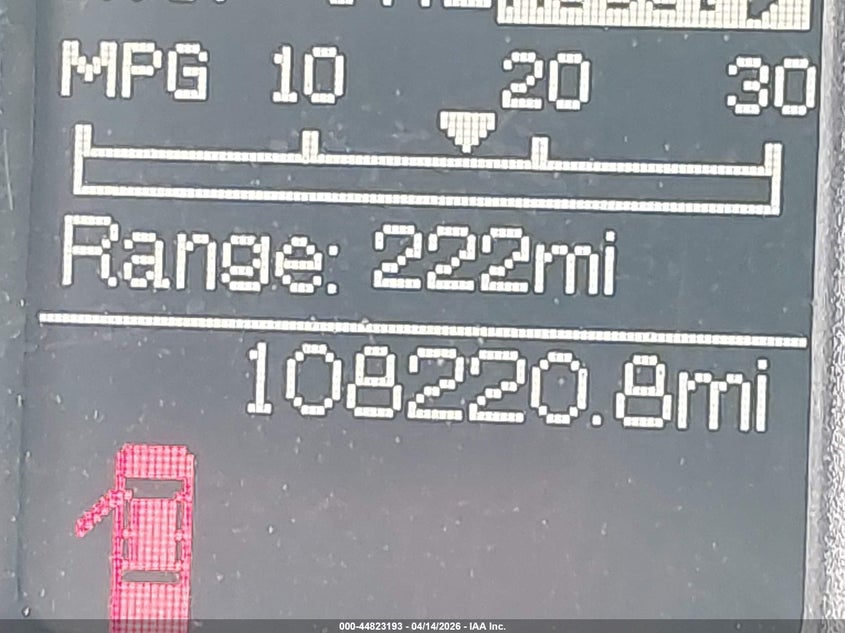 MPG 10 20 30
Range: 222mi
108220.8mi
000-44823193 - 04/14/2026 - IAA Inc.